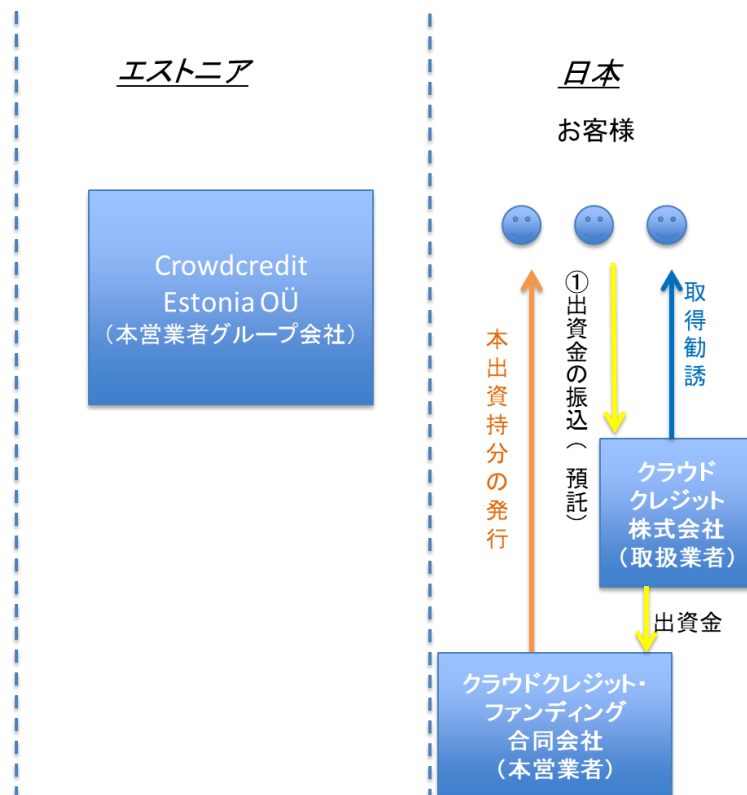 エストニア
日本
お客様
Crowdcredit
Estonia OÜ
（本営業者グループ会社）
本出資持分の発行
①出資金の振込（預託）
取得勧誘
クラウド
クレジット
株式会社
（取扱業者）
出資金
クラウドクレジット・
ファンディング
合同会社
（本営業者）